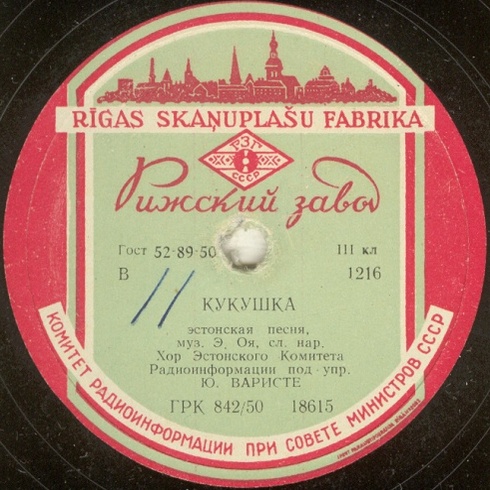 RĪGAS SKAŅUPLAŠU FABRIKA
РЗГ
СССР
Рижский завод
Гост 52-89-50 III кл
В 1216
11
КУКУШКА
эстонская песня,
муз. Э. Оя, сл. нар.
Хор Эстонского Комитета
Радиоинформации под упр.
Ю. ВАРИСТЕ
ГРК 842/50 18615
КОМИТЕТ РАДИОИНФОРМАЦИИ ПРИ СОВЕТЕ МИНИСТРОВ СССР